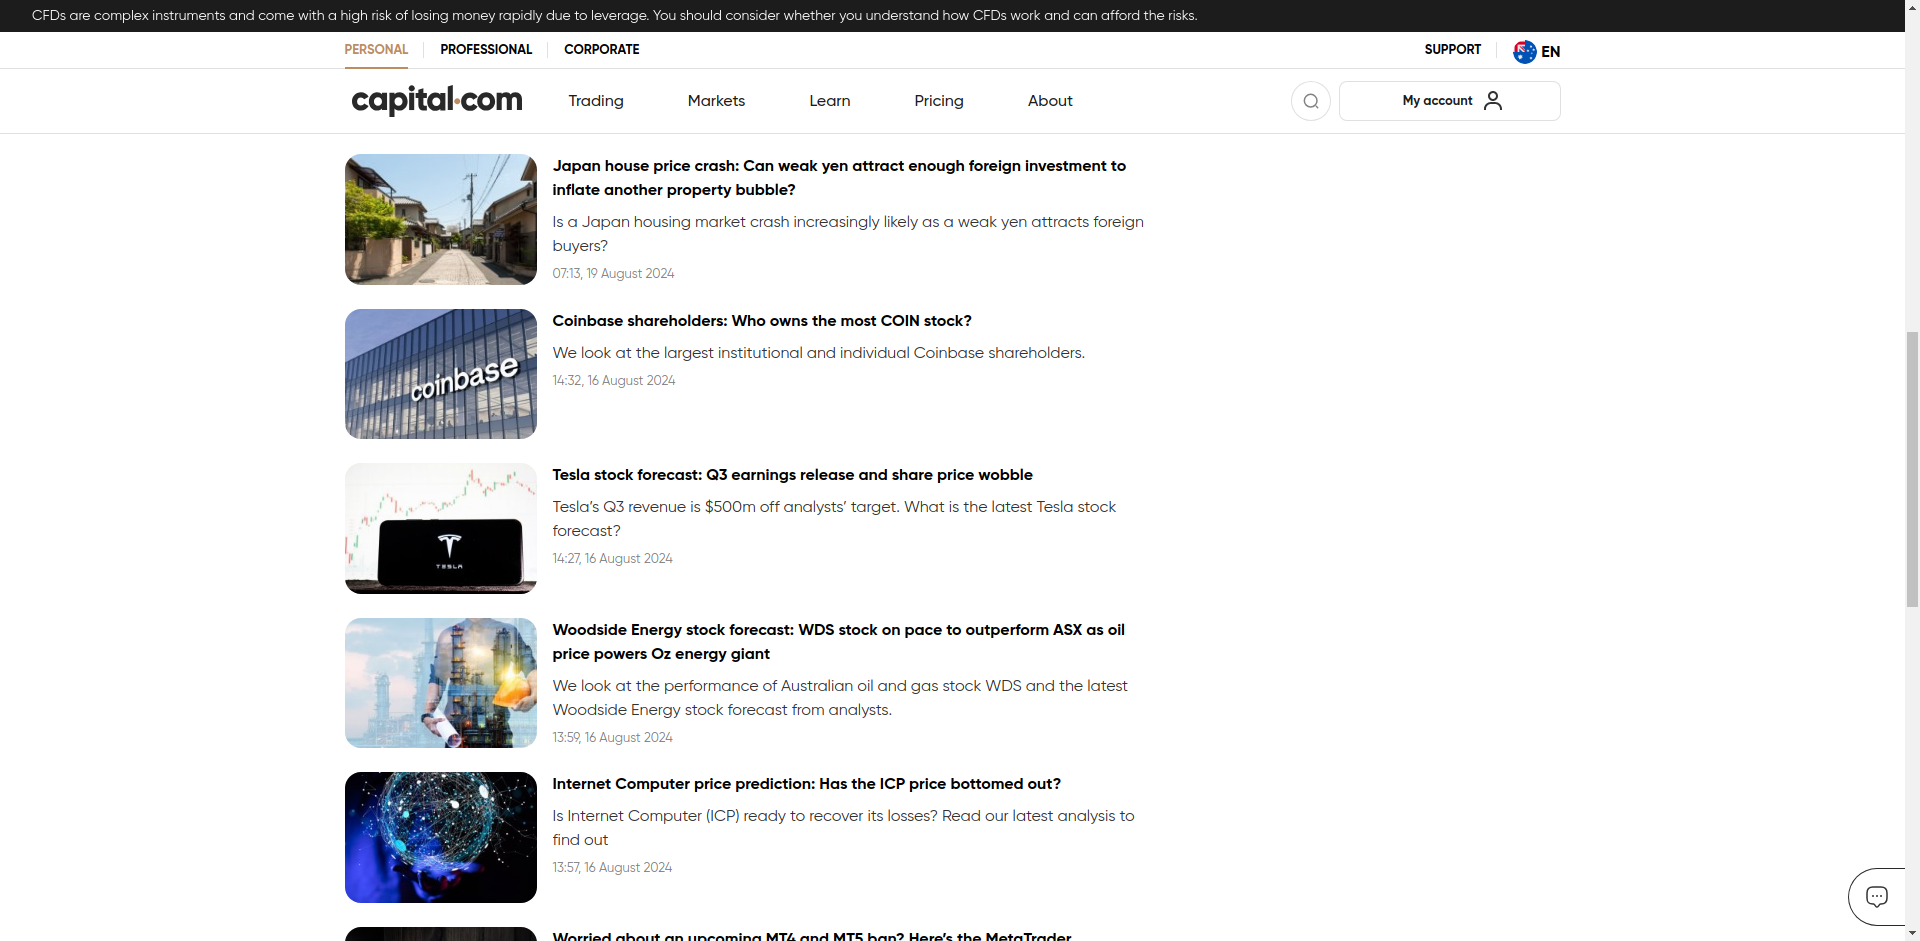 CFDs are complex instruments and come with a high risk of losing money rapidly due to leverage. You should consider whether you understand how CFDs work and can afford the risks.
PERSONAL
PROFESSIONAL
CORPORATE
SUPPORT
EN
capital.com
Trading
Markets
Learn
Pricing
About
My account
Japan house price crash: Can weak yen attract enough foreign investment to
inflate another property bubble?
Is a Japan housing market crash increasingly likely as a weak yen attracts foreign
buyers?
07:13, 19 August 2024
coinbase
Coinbase shareholders: Who owns the most COIN stock?
We look at the largest institutional and individual Coinbase shareholders.
14:32, 16 August 2024
TESLA
Tesla stock forecast: Q3 earnings release and share price wobble
Tesla’s Q3 revenue is $500m off analysts’ target. What is the latest Tesla stock
forecast?
14:27, 16 August 2024
Woodside Energy stock forecast: WDS stock on pace to outperform ASX as oil
price powers Oz energy giant
We look at the performance of Australian oil and gas stock WDS and the latest
Woodside Energy stock forecast from analysts.
13:59, 16 August 2024
Internet Computer price prediction: Has the ICP price bottomed out?
Is Internet Computer (ICP) ready to recover its losses? Read our latest analysis to
find out
13:57, 16 August 2024
Worried about an upcoming MT4 and MT5 ban? Here’s the MetaTrader